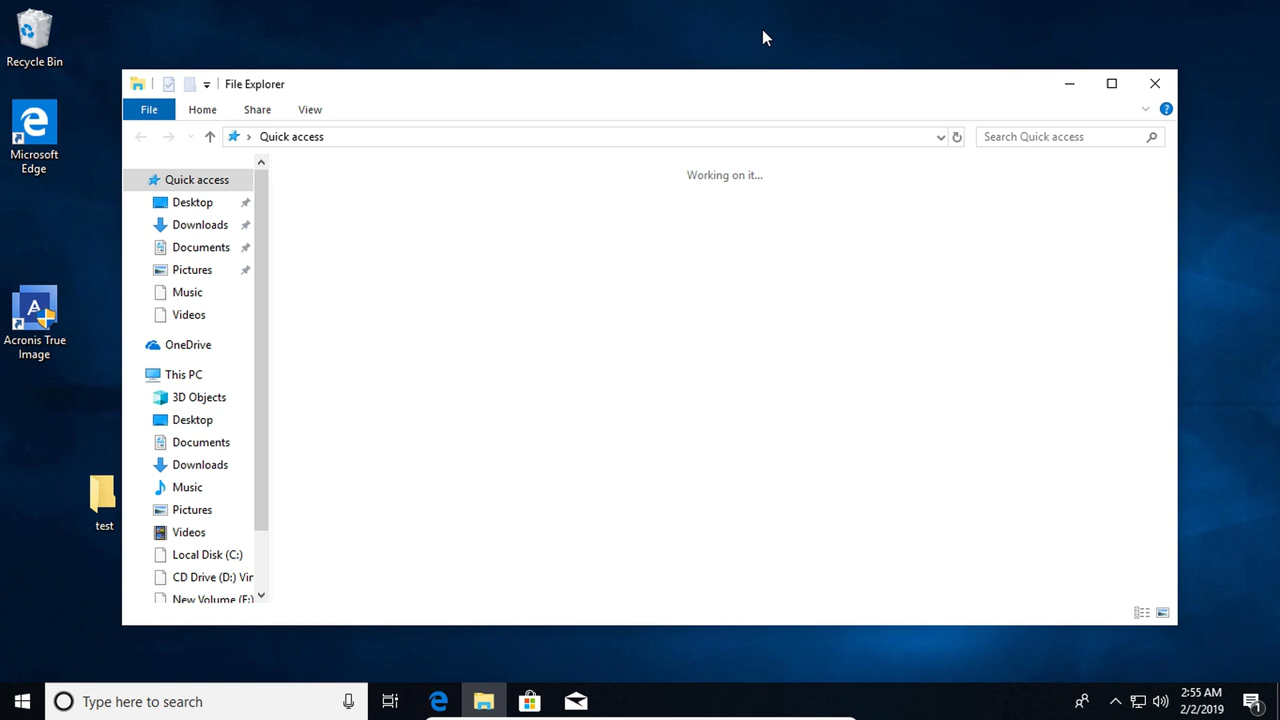 Recycle Bin
Microsoft
Edge
Acronis True
Image
test
File Explorer
File
Home
Share
View
Quick access
Search Quick access
Working on it...
Quick access
Desktop
Downloads
Documents
Pictures
Music
Videos
OneDrive
This PC
3D Objects
Desktop
Documents
Downloads
Music
Pictures
Videos
Local Disk (C:)
CD Drive (D:) Vir
New Volume (E:)
Type here to search
2:55 AM
2/2/2019
1